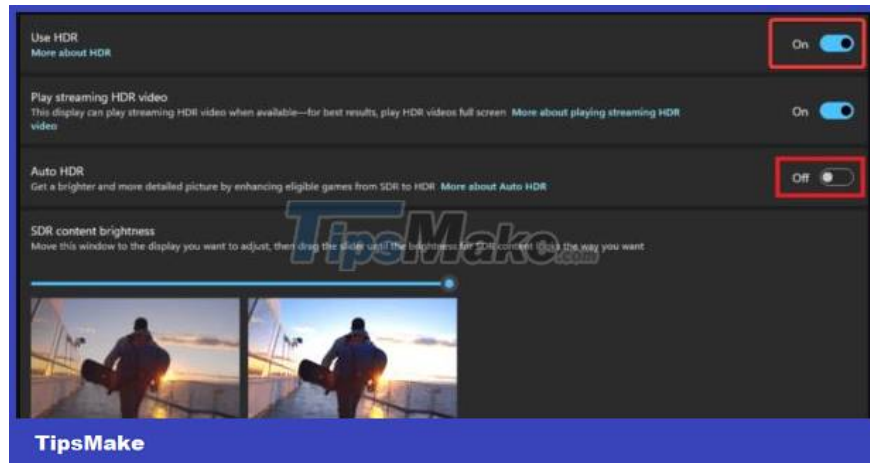 Use HDR
More about HDR
On
Play streaming HDR video
This display can play streaming HDR video when available—for best results, play HDR videos full screen More about playing streaming HDR
video
On
Auto HDR
Get a brighter and more detailed picture by enhancing eligible games from SDR to HDR More about Auto HDR
Off
SDR content brightness
Move this window to the display you want to adjust, then drag the slider until the brightness for SDR content looks the way you want
TipsMake.com
TipsMake